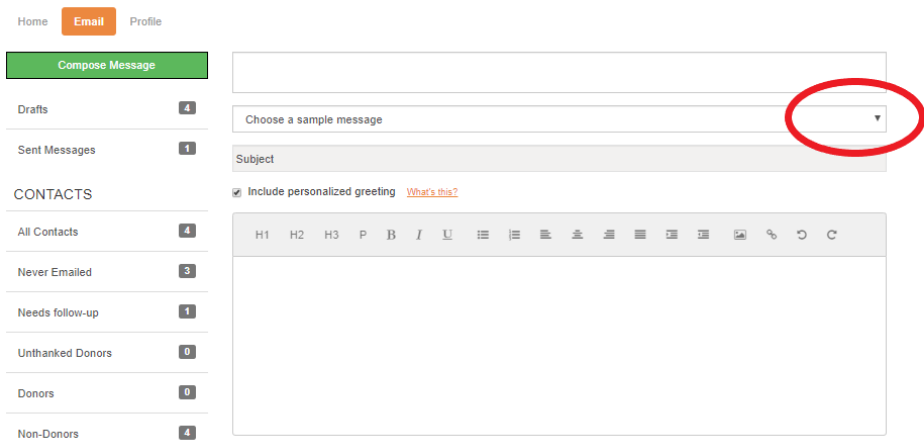 Home Email Profile
Compose Message
Drafts 4
Sent Messages 1
CONTACTS
All Contacts 4
Never Emailed 3
Needs follow-up 1
Unthanked Donors 0
Donors 0
Non-Donors 4
Choose a sample message
Subject
Include personalized greeting What's this?
H1 H2 H3 P B I U